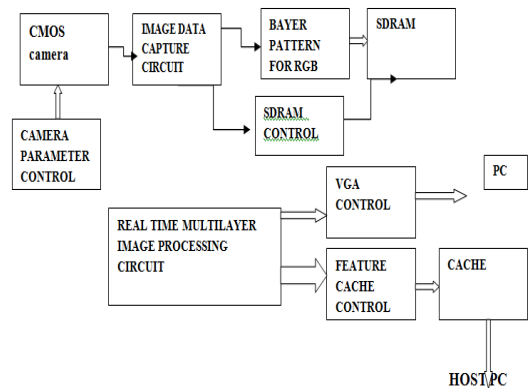 CMOS
camera
IMAGE DATA
CAPTURE
CIRCUIT
BAYER
PATTERN
FOR RGB
SDRAM
CAMERA
PARAMETER
CONTROL
SDRAM
CONTROL
REAL TIME MULTILAYER
IMAGE PROCESSING
CIRCUIT
VGA
CONTROL
PC
FEATURE
CACHE
CONTROL
CACHE
HOST PC